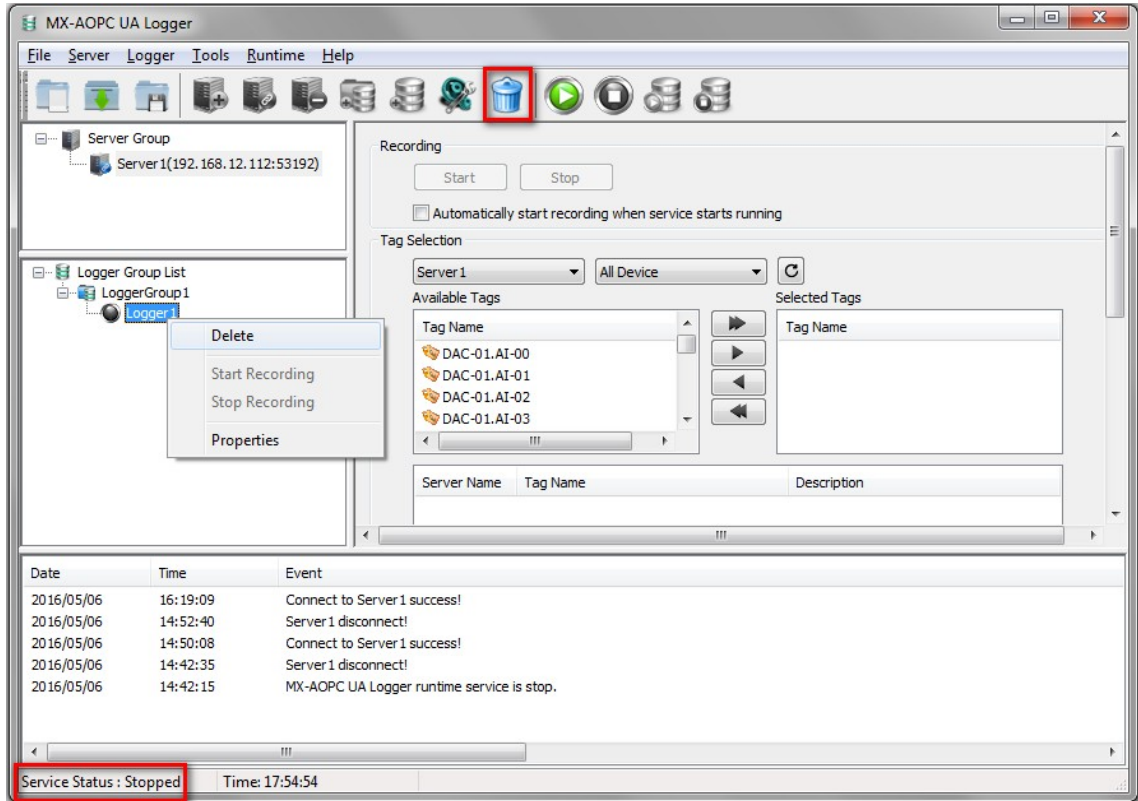 MX-AOPC UA Logger
File Server Logger Tools Runtime Help
Server Group
Server1(192.168.12.112:53192)
Logger Group List
LoggerGroup1
Logger1
Delete
Start Recording
Stop Recording
Properties
Recording
Start Stop
Automatically start recording when service starts running
Tag Selection
Server1 All Device
Available Tags Selected Tags
Tag Name Tag Name
DAC-01.AI-00
DAC-01.AI-01
DAC-01.AI-02
DAC-01.AI-03
Server Name Tag Name Description
Date Time Event
2016/05/06 16:19:09 Connect to Server1 success!
2016/05/06 14:52:40 Server1 disconnect!
2016/05/06 14:50:08 Connect to Server1 success!
2016/05/06 14:42:35 Server1 disconnect!
2016/05/06 14:42:15 MX-AOPC UA Logger runtime service is stop.
Service Status : Stopped Time: 17:54:54